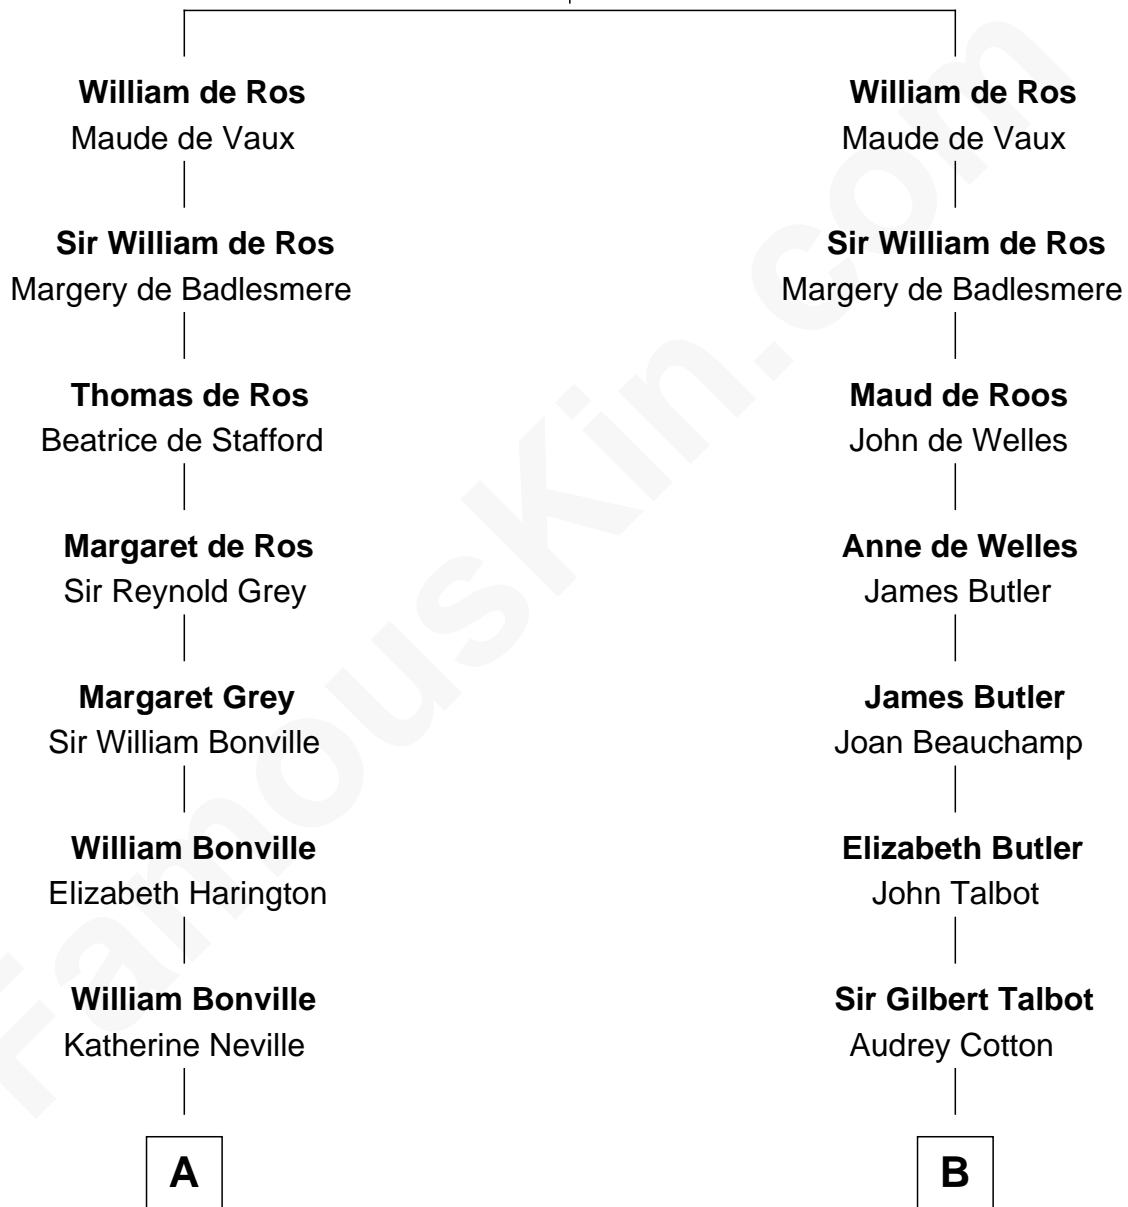 William de Ros
Maude de Vaux
William de Ros
Maude de Vaux
Sir William de Ros
Margery de Badlesmere
Sir William de Ros
Margery de Badlesmere
Thomas de Ros
Beatrice de Stafford
Maud de Roos
John de Welles
Margaret de Ros
Sir Reynold Grey
Anne de Welles
James Butler
Margaret Grey
Sir William Bonville
James Butler
Joan Beauchamp
William Bonville
Elizabeth Harington
Elizabeth Butler
John Talbot
William Bonville
Katherine Neville
Sir Gilbert Talbot
Audrey Cotton
A
B
FamousKin.com